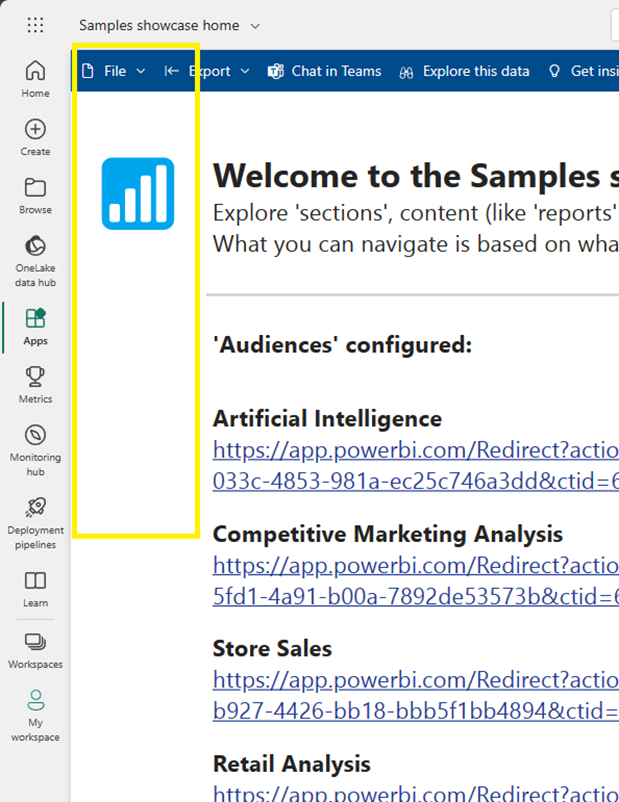 Samples showcase home
File
Export
Chat in Teams
Explore this data
Get insi
Home
Create
Browse
OneLake
data hub
Apps
Metrics
Monitoring
hub
Deployment
pipelines
Learn
Workspaces
My
workspace
Welcome to the Samples s
Explore 'sections', content (like 'reports'
What you can navigate is based on wha
'Audiences' configured:
Artificial Intelligence
https://app.powerbi.com/Redirect?actio
033c-4853-981a-ec25c746a3dd&ctid=6
Competitive Marketing Analysis
https://app.powerbi.com/Redirect?actio
5fd1-4a91-b00a-7892de53573b&ctid=6
Store Sales
https://app.powerbi.com/Redirect?actio
b927-4426-bb18-bbb5f1bb4894&ctid=
Retail Analysis
https://app.powerbi.com/Redirect?actio